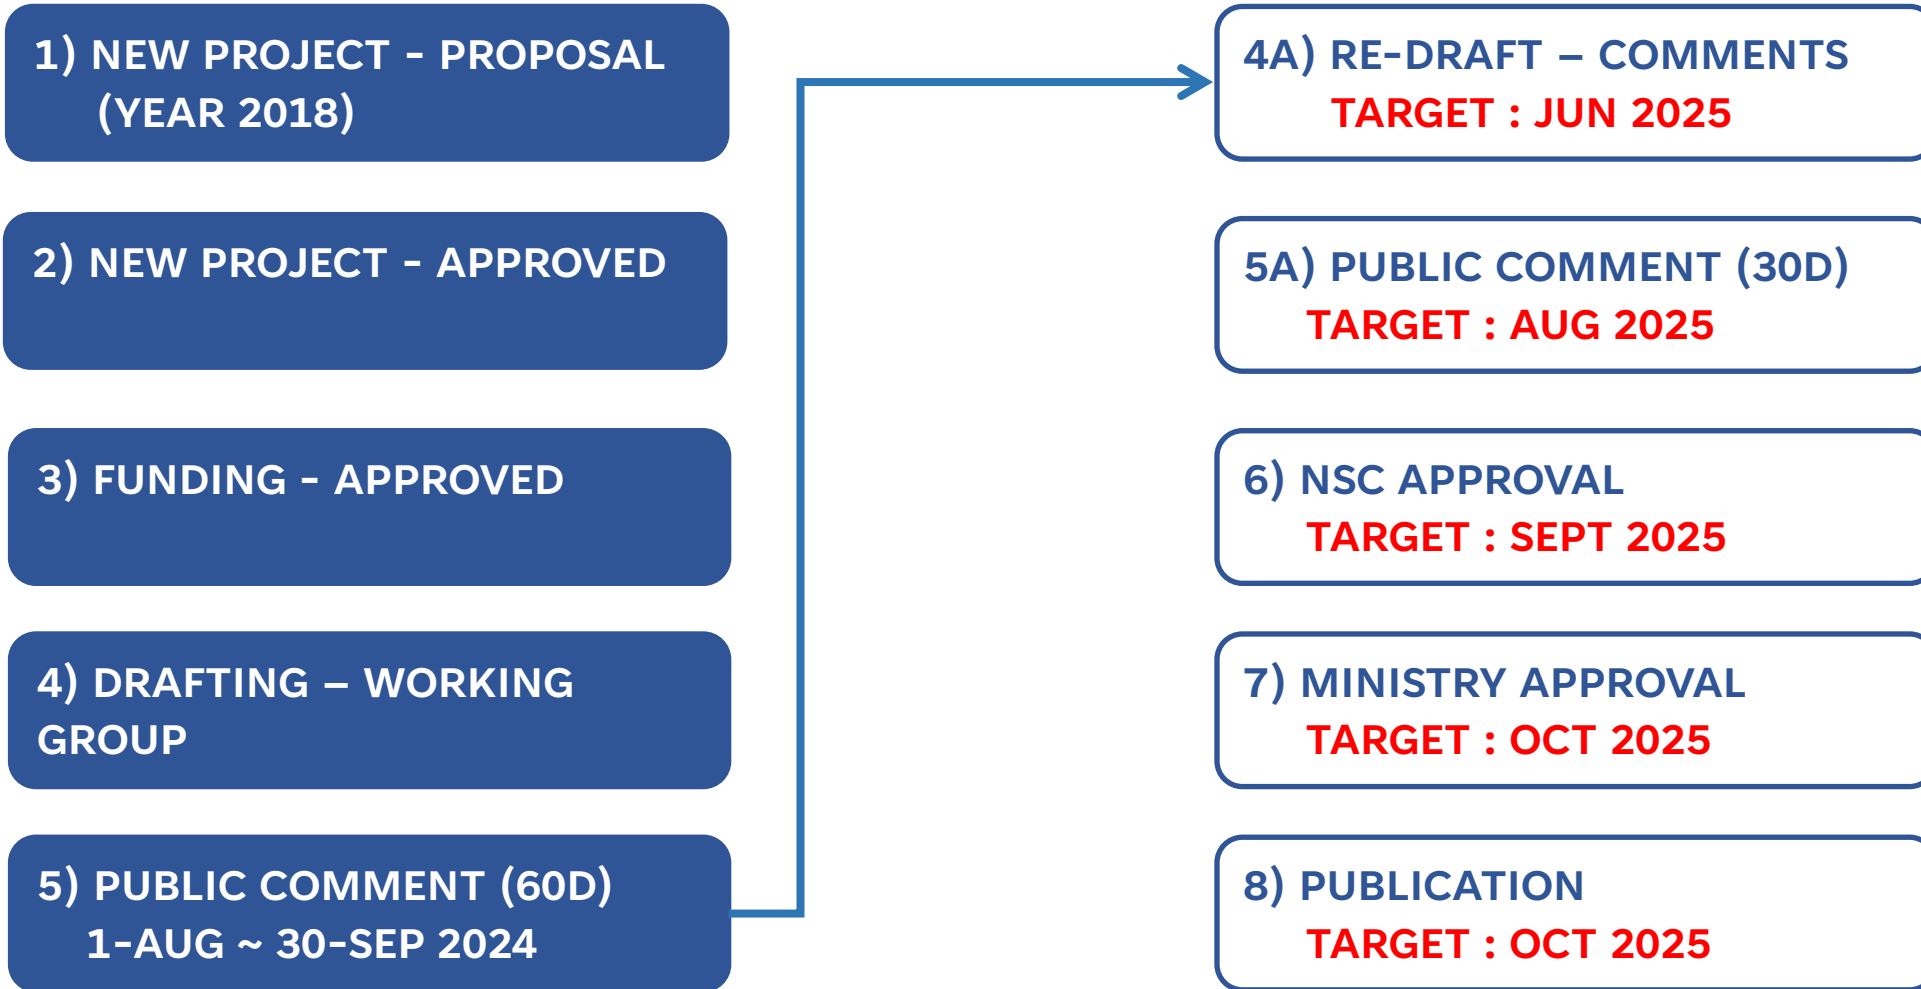 1) NEW PROJECT - PROPOSAL
(YEAR 2018)
2) NEW PROJECT - APPROVED
3) FUNDING - APPROVED
4) DRAFTING – WORKING
GROUP
5) PUBLIC COMMENT (60D)
1-AUG ~ 30-SEP 2024
4A) RE-DRAFT – COMMENTS
TARGET : JUN 2025
5A) PUBLIC COMMENT (30D)
TARGET : AUG 2025
6) NSC APPROVAL
TARGET : SEPT 2025
7) MINISTRY APPROVAL
TARGET : OCT 2025
8) PUBLICATION
TARGET : OCT 2025